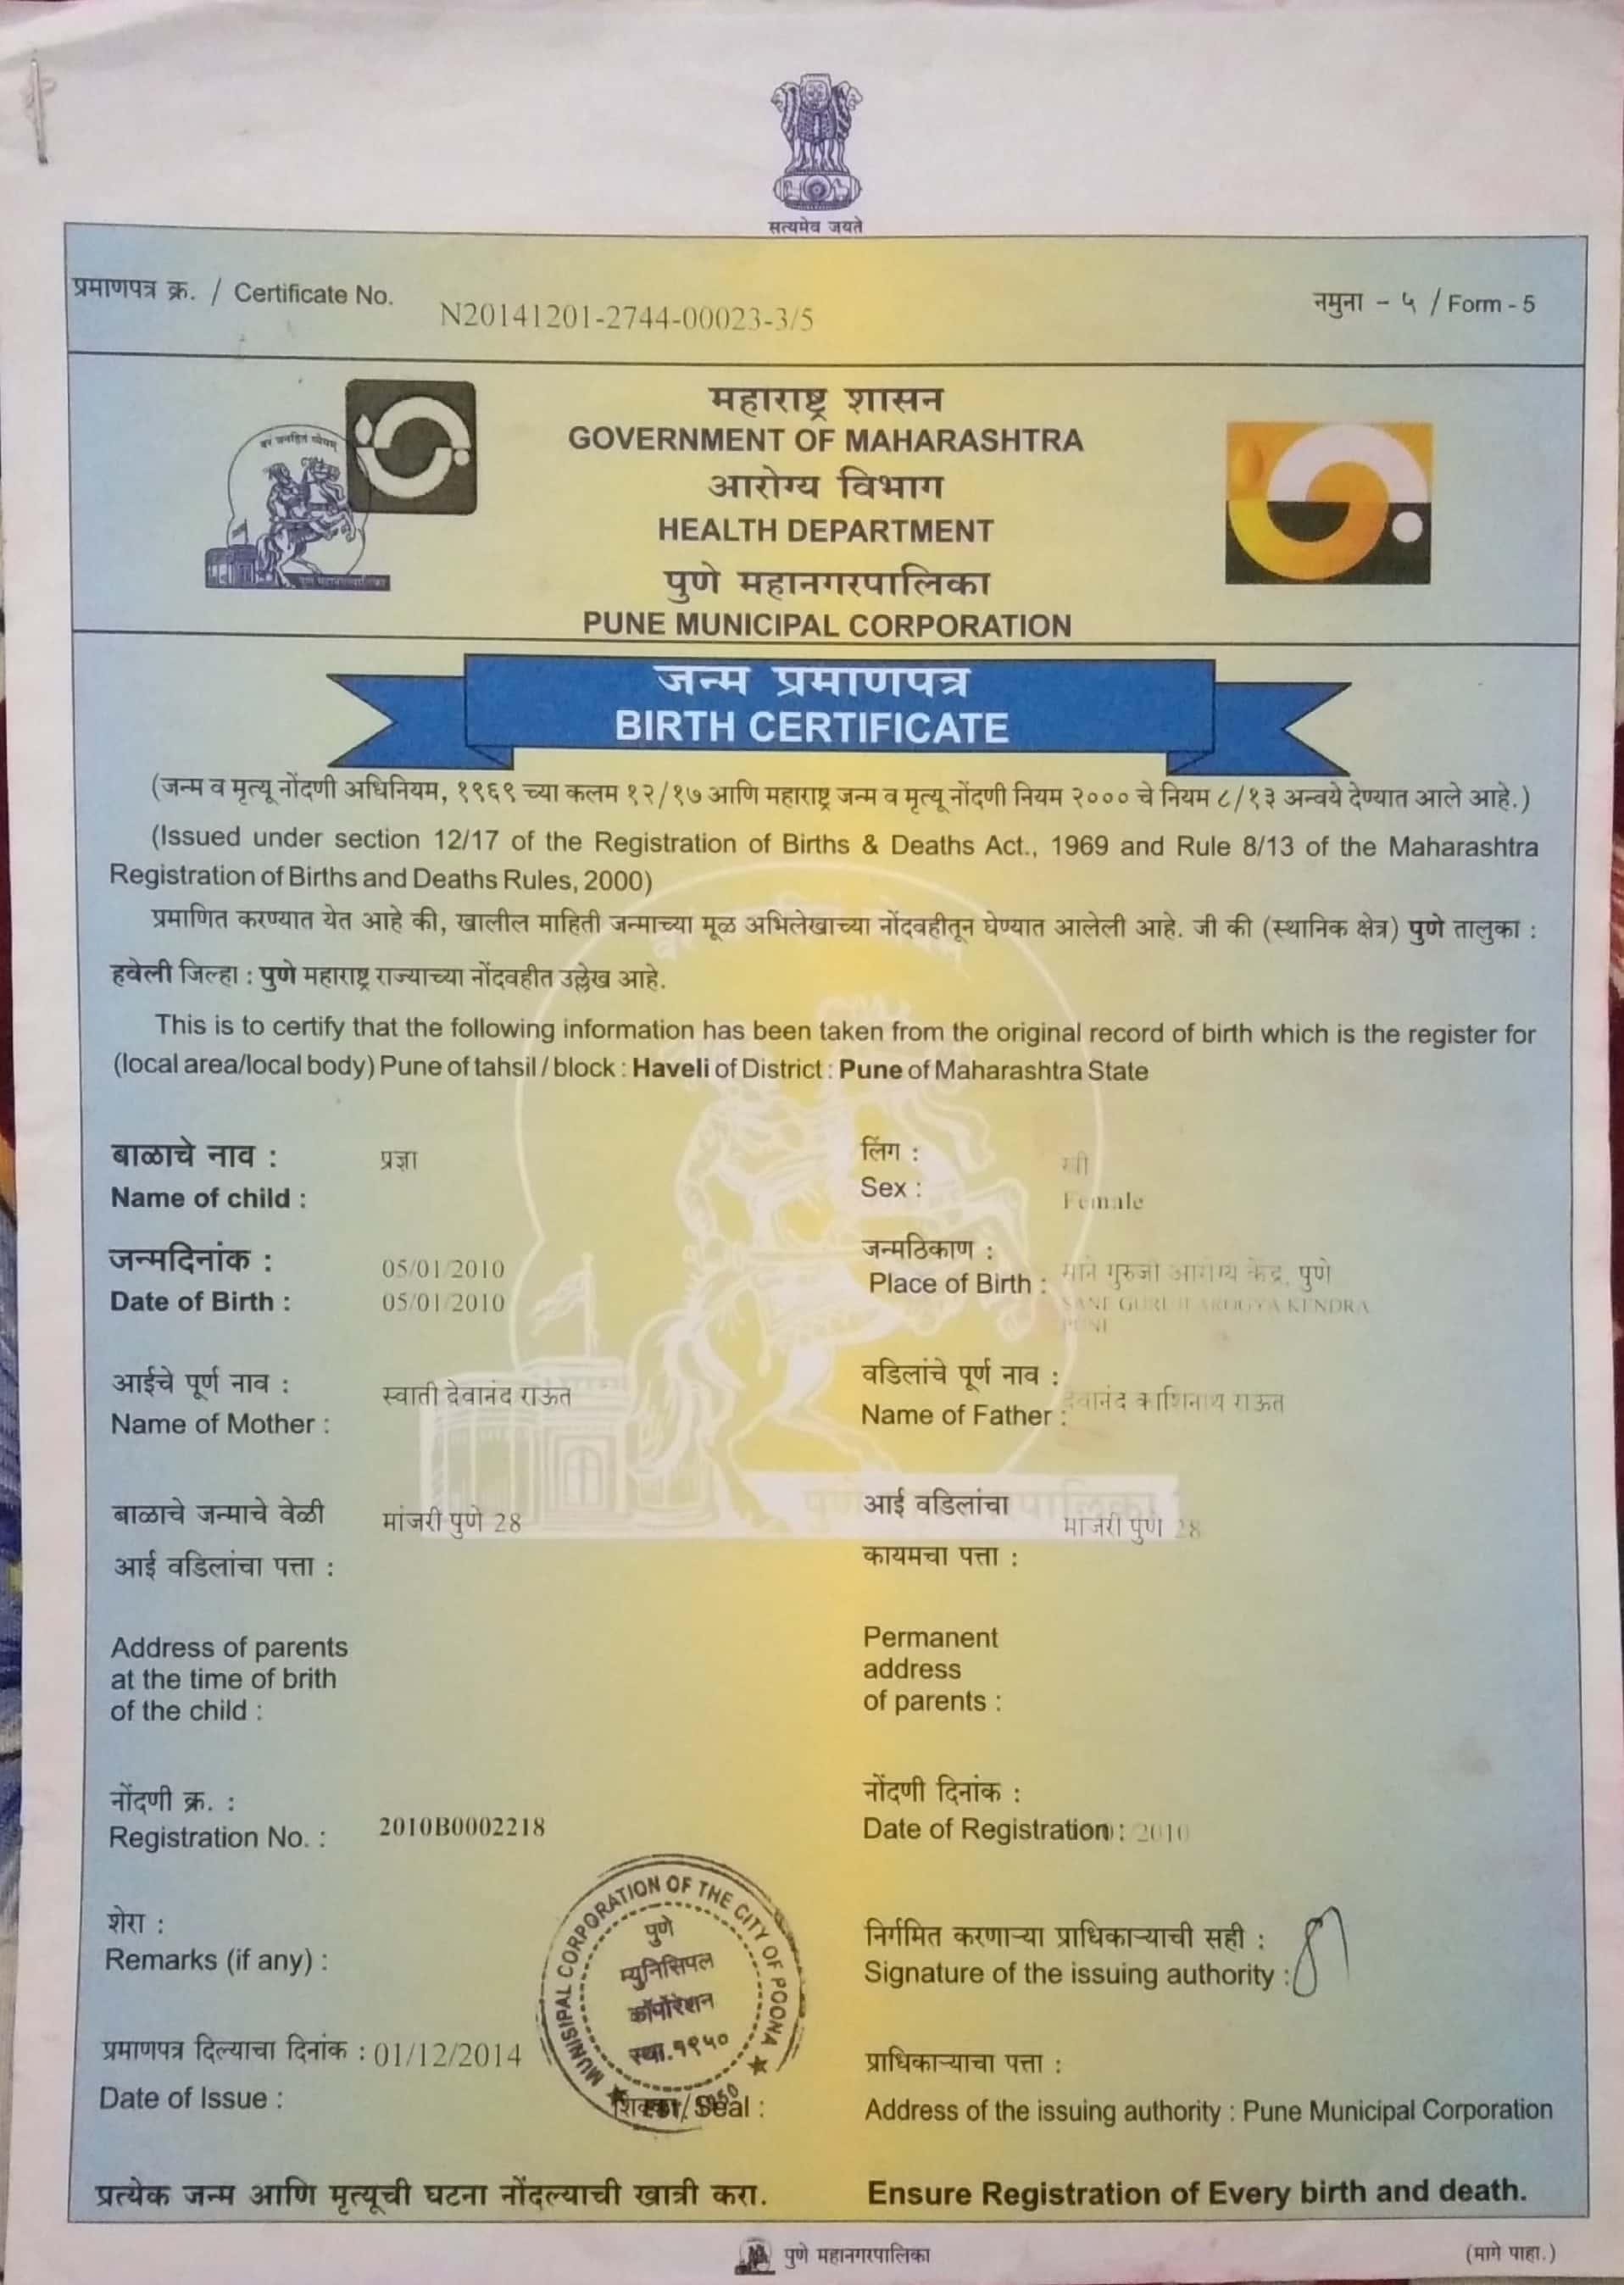 सत्यमेव जयते
प्रमाणपत्र क्र. / Certificate No. N20141201-2744-00023-3/5
नमुना - ५ / Form - 5
महाराष्ट्र शासन
GOVERNMENT OF MAHARASHTRA
आरोग्य विभाग
HEALTH DEPARTMENT
पुणे महानगरपालिका
PUNE MUNICIPAL CORPORATION
जन्म प्रमाणपत्र
BIRTH CERTIFICATE
(जन्म व मृत्यू नोंदणी अधिनियम, १९६९ च्या कलम १२/१७ आणि महाराष्ट्र जन्म व मृत्यू नोंदणी नियम २००० चे नियम ८/१३ अन्वये देण्यात आले आहे.)
(Issued under section 12/17 of the Registration of Births & Deaths Act., 1969 and Rule 8/13 of the Maharashtra
Registration of Births and Deaths Rules, 2000)
प्रमाणित करण्यात येत आहे की, खालील माहिती जन्माच्या मूळ अभिलेखाच्या नोंदवहीतून घेण्यात आलेली आहे. जी की (स्थानिक क्षेत्र) पुणे तालुका :
हवेली जिल्हा : पुणे महाराष्ट्र राज्याच्या नोंदवहीत उल्लेख आहे.
This is to certify that the following information has been taken from the original record of birth which is the register for
(local area/local body) Pune of tahsil / block : Haveli of District : Pune of Maharashtra State
बाळाचे नाव : प्रज्ञा
Name of child :
लिंग : स्त्री
Sex : Female
जन्मदिनांक : 05/01/2010
Date of Birth : 05/01/2010
जन्मठिकाण :
Place of Birth : साने गुरुजी आरोग्य केंद्र, पुणे
SANE GURUJI AROGYA KENDRA
PUNE
आईचे पूर्ण नाव : स्वाती देवानंद राऊत
Name of Mother :
वडिलांचे पूर्ण नाव :
Name of Father : देवानंद काशिनाथ राऊत
बाळाचे जन्माचे वेळी मांजरी पुणे 28
आई वडिलांचा पत्ता :
आई वडिलांचा मांजरी पुणे 28
कायमचा पत्ता :
Address of parents
at the time of brith
of the child :
Permanent
address
of parents :
नोंदणी क्र. :
Registration No. : 2010B0002218
नोंदणी दिनांक :
Date of Registration : 2010
शेरा :
Remarks (if any) :
MUNISIPAL CORPORATION OF THE CITY OF POONA
पुणे
म्युनिसिपल
कॉर्पोरेशन
स्था.१९५०
निर्गमित करणाऱ्या प्राधिकाऱ्याची सही :
Signature of the issuing authority :
प्रमाणपत्र दिल्याचा दिनांक : 01/12/2014
Date of Issue :
शिक्का / Seal :
प्राधिकाऱ्याचा पत्ता :
Address of the issuing authority : Pune Municipal Corporation
प्रत्येक जन्म आणि मृत्यूची घटना नोंदल्याची खात्री करा.
Ensure Registration of Every birth and death.
पुणे महानगरपालिका
(मागे पाहा.)